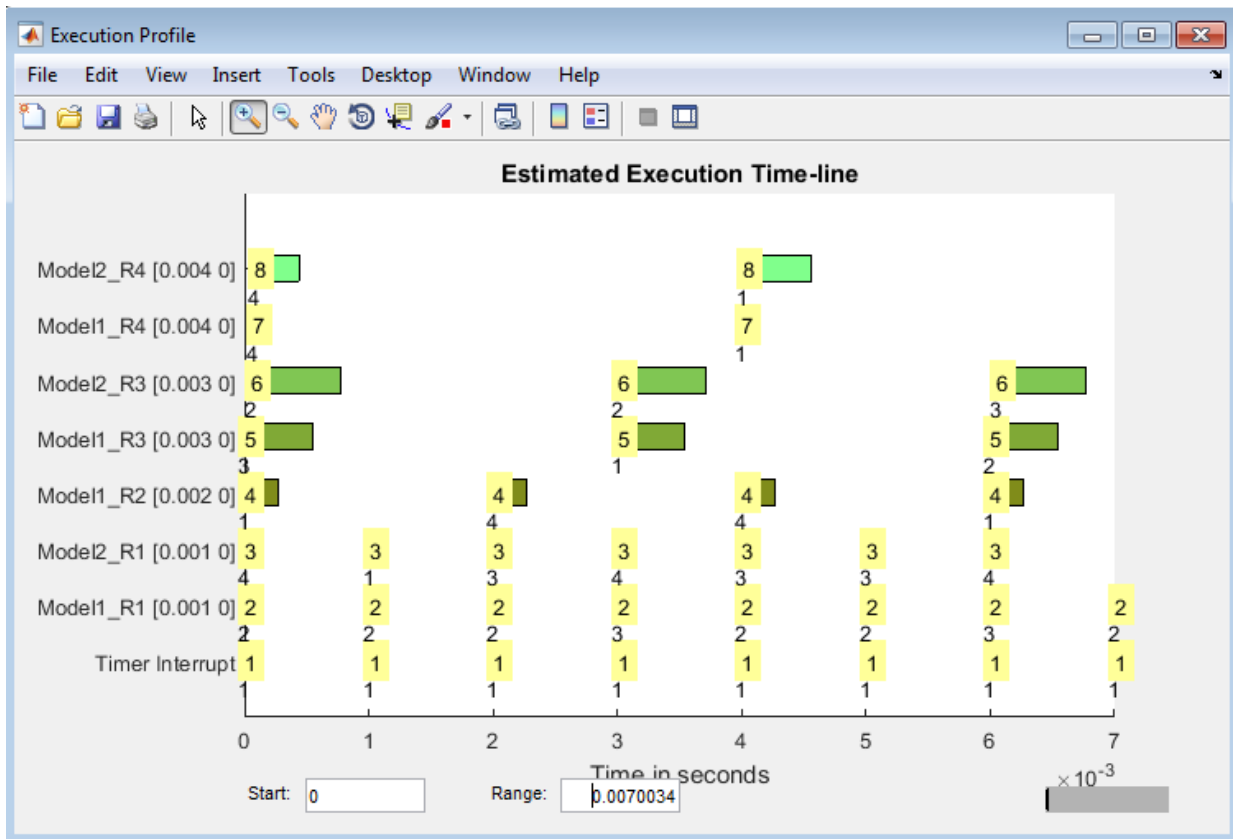 Execution Profile
File Edit View Insert Tools Desktop Window Help
Estimated Execution Time-line
Model2_R4 [0.004 0] 8 8
4 1
Model1_R4 [0.004 0] 7 7
4 1
Model2_R3 [0.003 0] 6 6 6
2 2 3
Model1_R3 [0.003 0] 5 5 5
3 1 2
Model1_R2 [0.002 0] 4 4 4 4
1 4 4 1
Model2_R1 [0.001 0] 3 3 3 3 3 3 3
4 1 3 4 3 3 4
Model1_R1 [0.001 0] 2 2 2 2 2 2 2 2
2 2 2 3 2 2 3 2
Timer Interrupt 1 1 1 1 1 1 1 1
1 1 1 1 1 1 1 1
0 1 2 3 4 5 6 7
Time in seconds ×10-3
Start: 0 Range: 0.0070034